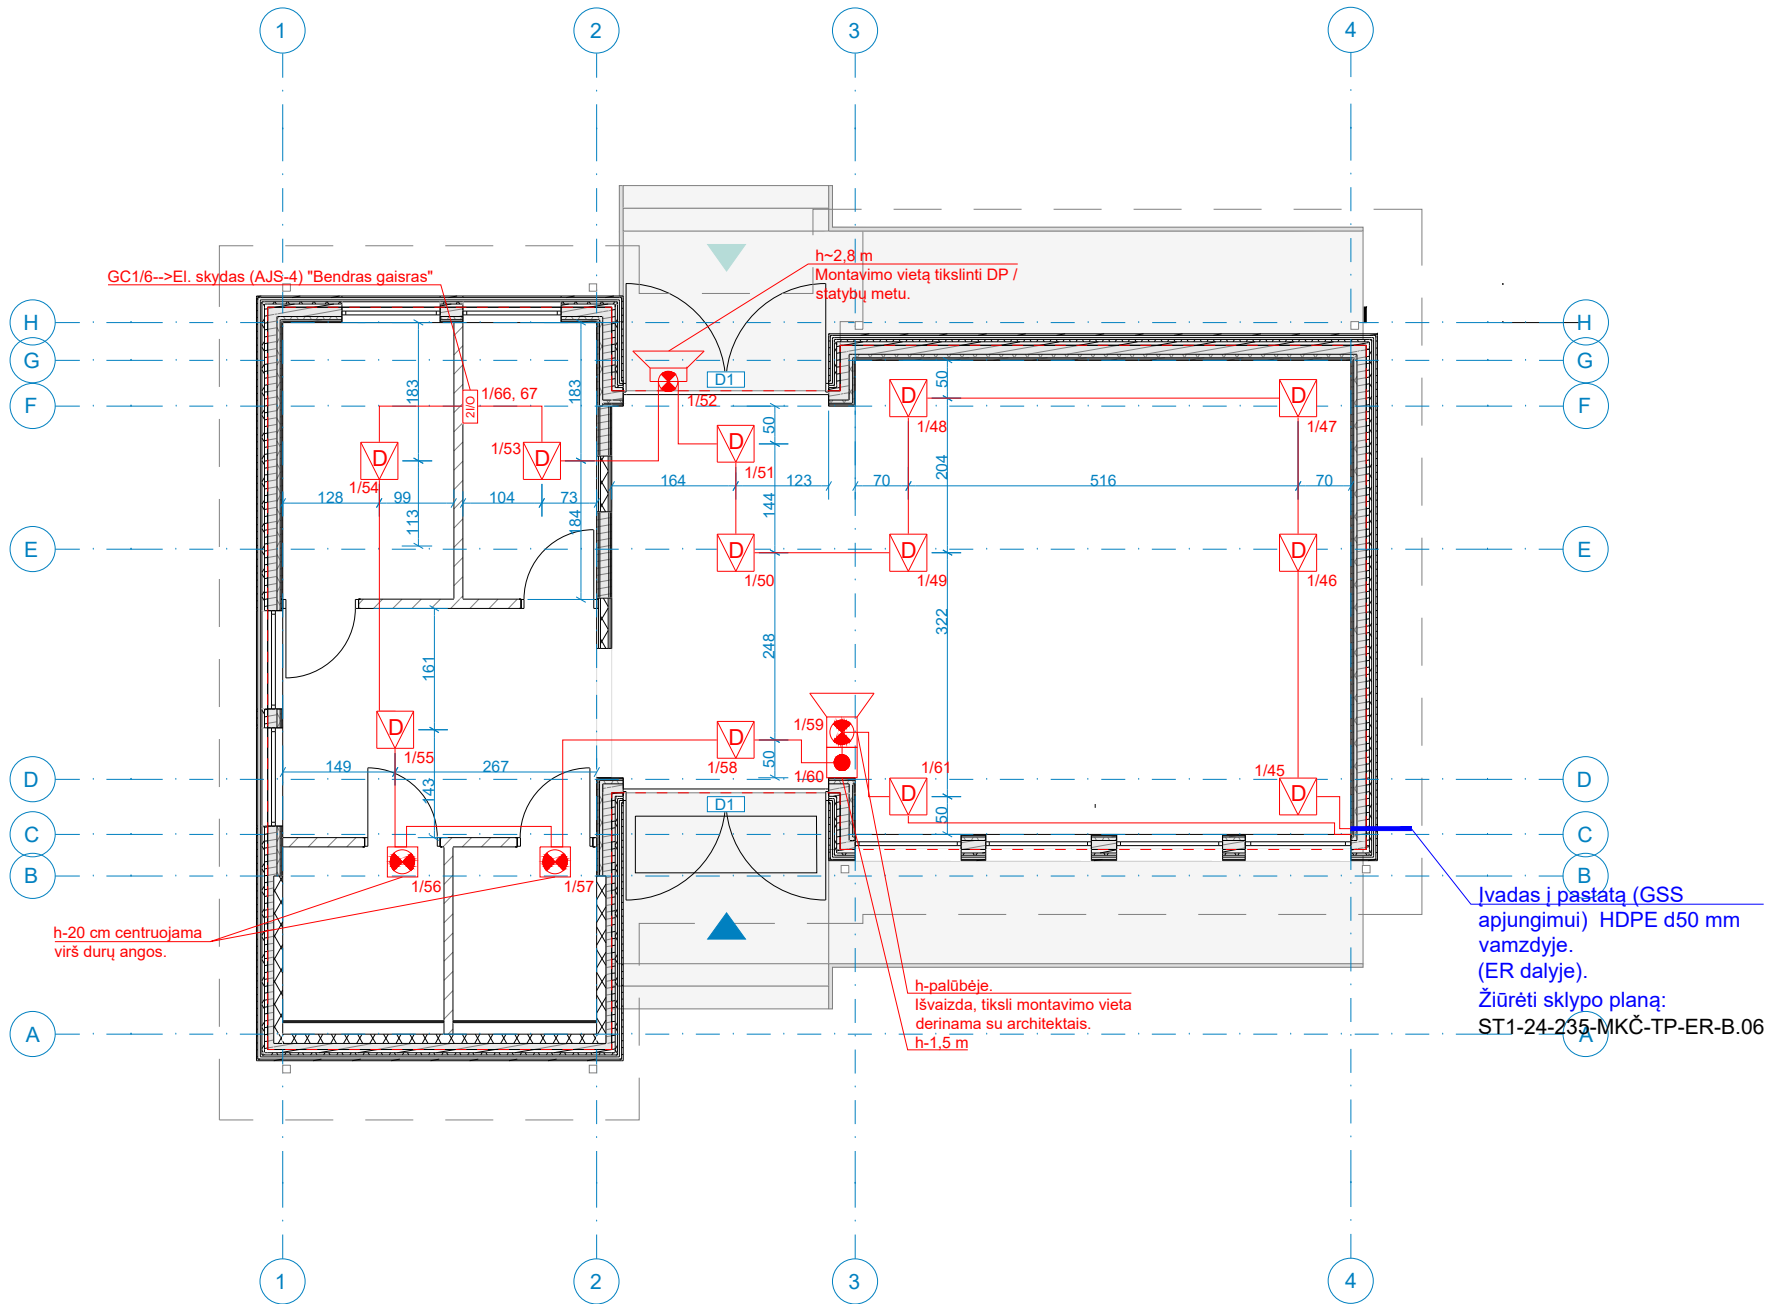 1
2
3
4
GC1/6-->El. skydas (AJS-4) "Bendras gaisras"
h~2,8 m
Montavimo vietą tikslinti DP /
statybų metu.
H
H
G
G
F
F
E
E
D
D
C
C
B
B
A
A
D1
1/52
183
183
2I/O
1/66, 67
D
1/53
D
1/54
D
1/51
D
1/48
D
1/47
50
50
128
99
104
73
164
123
70
516
70
204
144
113
184
D
1/50
D
1/49
D
1/46
161
248
322
D
1/55
D
1/58
1/59
1/60
50
D
1/61
D
1/45
50
149
267
143
D1
1/56
1/57
h-20 cm centruojama
virš durų angos.
h-palūbėje.
Išvaizda, tiksli montavimo vieta
derinama su architektais.
h-1,5 m
Įvadas į pastatą (GSS
apjungimui) HDPE d50 mm
vamzdyje.
(ER dalyje).
Žiūrėti sklypo planą:
ST1-24-235-MKČ-TP-ER-B.06
1
2
3
4